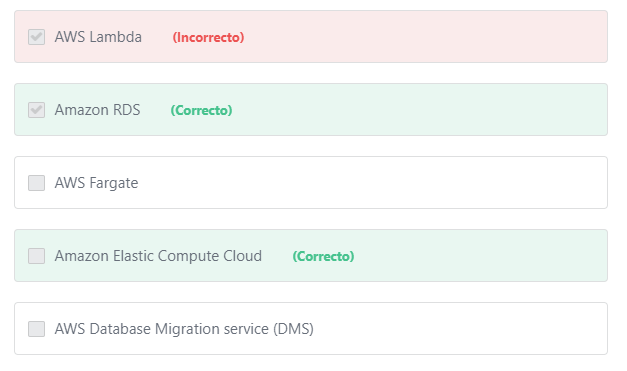 AWS Lambda (Incorrecto)
Amazon RDS (Correcto)
AWS Fargate
Amazon Elastic Compute Cloud (Correcto)
AWS Database Migration service (DMS)